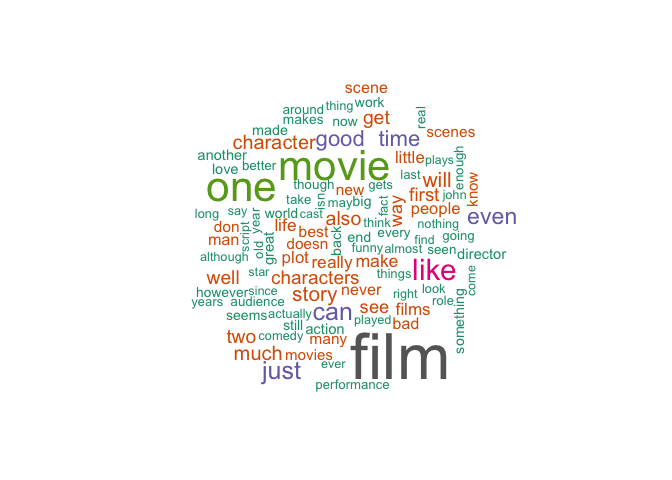 scene
around thing work
makes now get real
made
character good time scenes
another movie little plays
love better last enough
one though gets will know
take isn new first john
long say year world cast maybig fact way people even
don script life also think nothing
man old great best back every find going
although doesn end funny almost seen director
plot really make
well star characters things like come
however since story never right look
years audience see films role
seems actually can bad something
still action played
two comedy many film
much movies
just ever
performance